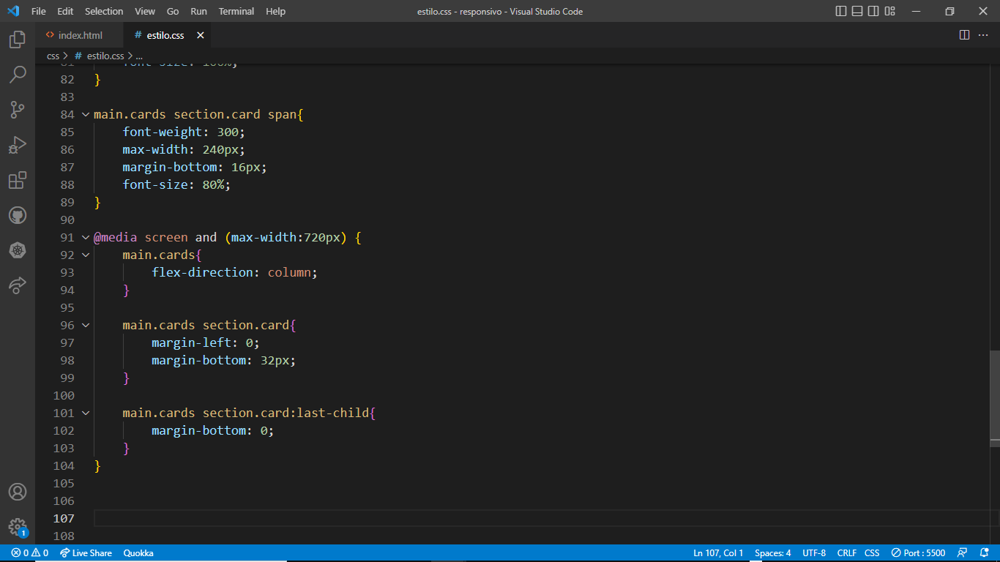 File Edit Selection View Go Run Terminal Help estilo.css - responsivo - Visual Studio Code
<> index.html # estilo.css
css > # estilo.css > ...
82 }
83
84 main.cards section.card span{
85 font-weight: 300;
86 max-width: 240px;
87 margin-bottom: 16px;
88 font-size: 80%;
89 }
90
91 @media screen and (max-width:720px) {
92 main.cards{
93 flex-direction: column;
94 }
95
96 main.cards section.card{
97 margin-left: 0;
98 margin-bottom: 32px;
99 }
100
101 main.cards section.card:last-child{
102 margin-bottom: 0;
103 }
104 }
105
106
107
108
1
0 0 Live Share Quokka Ln 107, Col 1 Spaces: 4 UTF-8 CRLF CSS Port : 5500